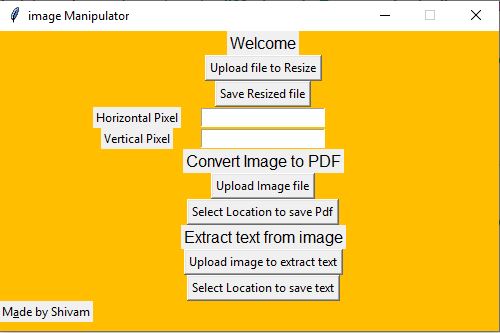 image Manipulator
Welcome
Upload file to Resize
Save Resized file
Horizontal Pixel
Vertical Pixel
Convert Image to PDF
Upload Image file
Select Location to save Pdf
Extract text from image
Upload image to extract text
Select Location to save text
Made by Shivam